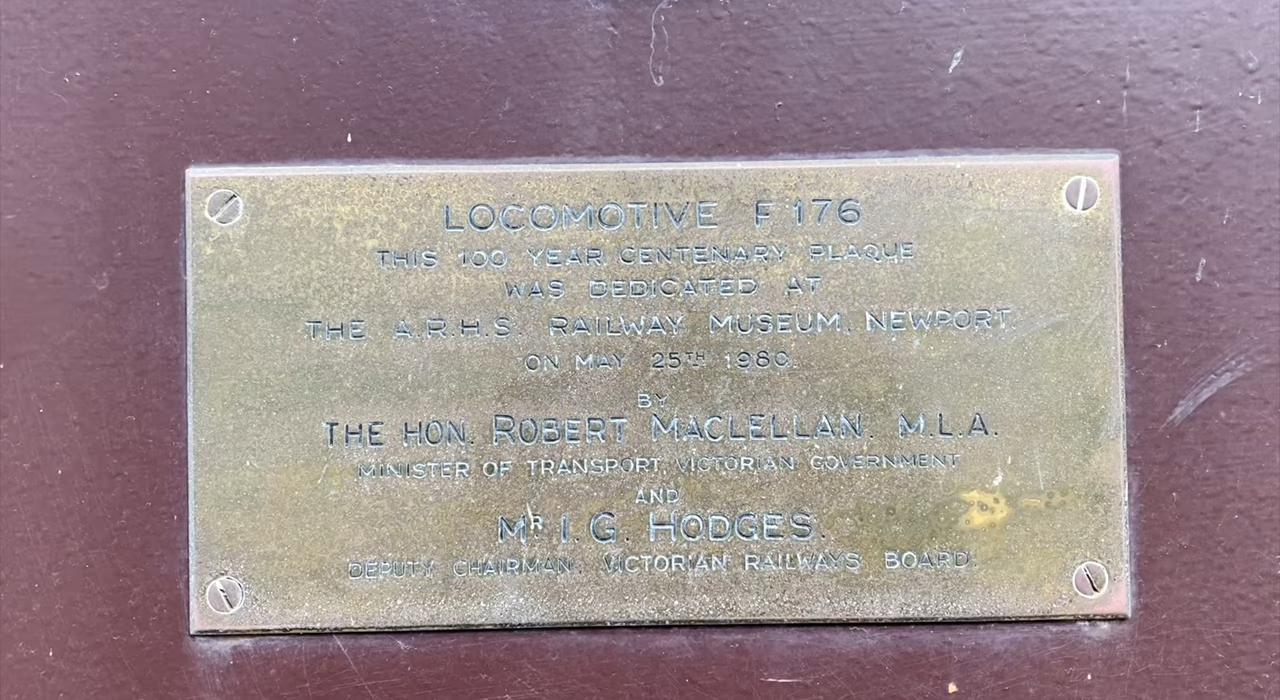 LOCOMOTIVE F 176
THIS 100 YEAR CENTENARY PLAQUE
WAS DEDICATED AT
THE A.R.H.S. RAILWAY MUSEUM, NEWPORT.
ON MAY 25TH 1980.
BY
THE HON. ROBERT MACLELLAN. M.L.A.
MINISTER OF TRANSPORT, VICTORIAN GOVERNMENT
AND
MR I.G. HODGES.
DEPUTY CHAIRMAN, VICTORIAN RAILWAYS BOARD.